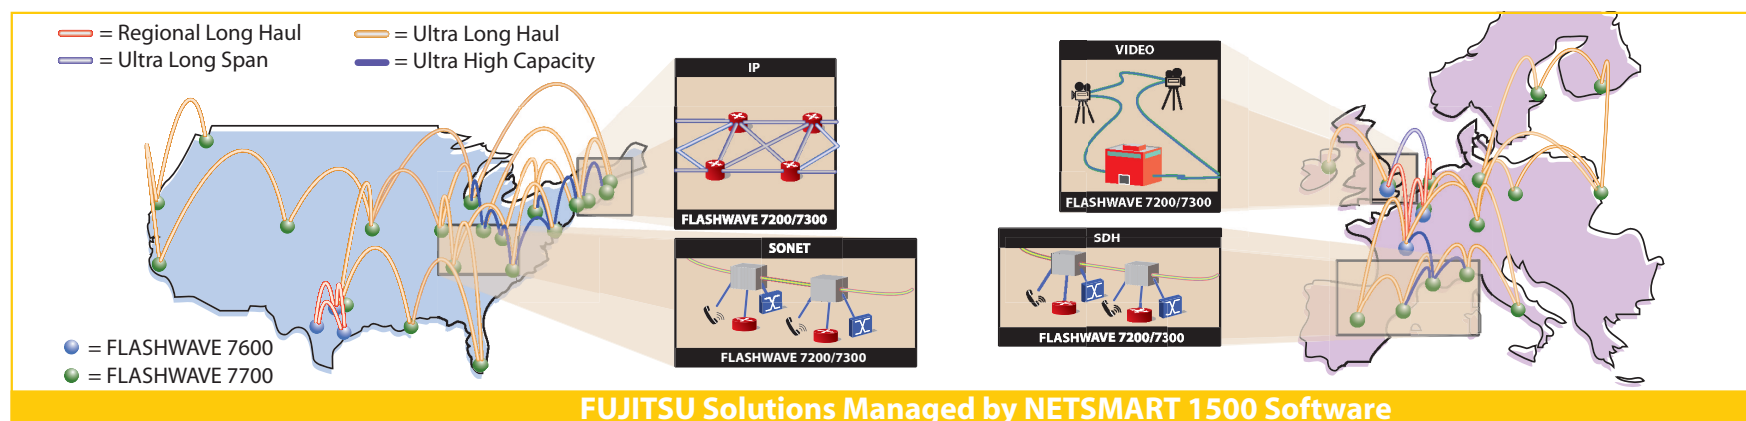 = Regional Long Haul
= Ultra Long Haul
= Ultra Long Span
= Ultra High Capacity
IP
FLASHWAVE 7200/7300
SONET
FLASHWAVE 7200/7300
VIDEO
FLASHWAVE 7200/7300
SDH
FLASHWAVE 7200/7300
= FLASHWAVE 7600
= FLASHWAVE 7700
FUJITSU Solutions Managed by NETSMART 1500 Software